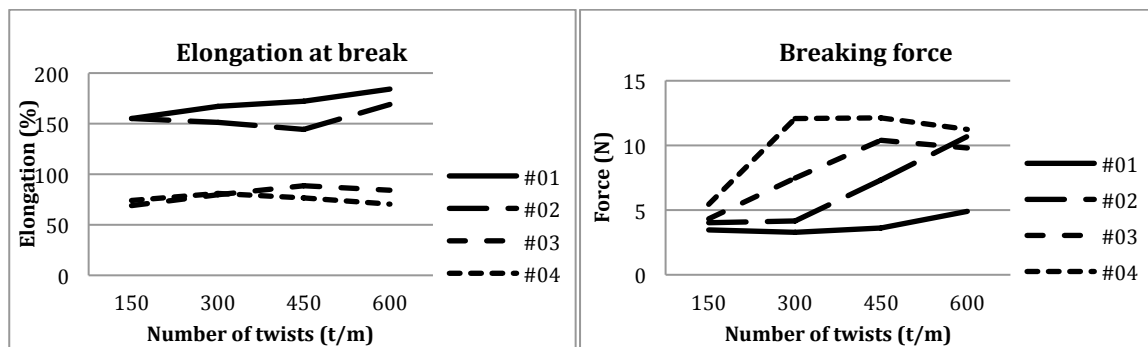 Elongation at break
Elongation (%)
200
150
100
50
0
150 300 450 600
Number of twists (t/m)
#01
#02
#03
#04
Breaking force
Force (N)
15
10
5
0
150 300 450 600
Number of twists (t/m)
#01
#02
#03
#04